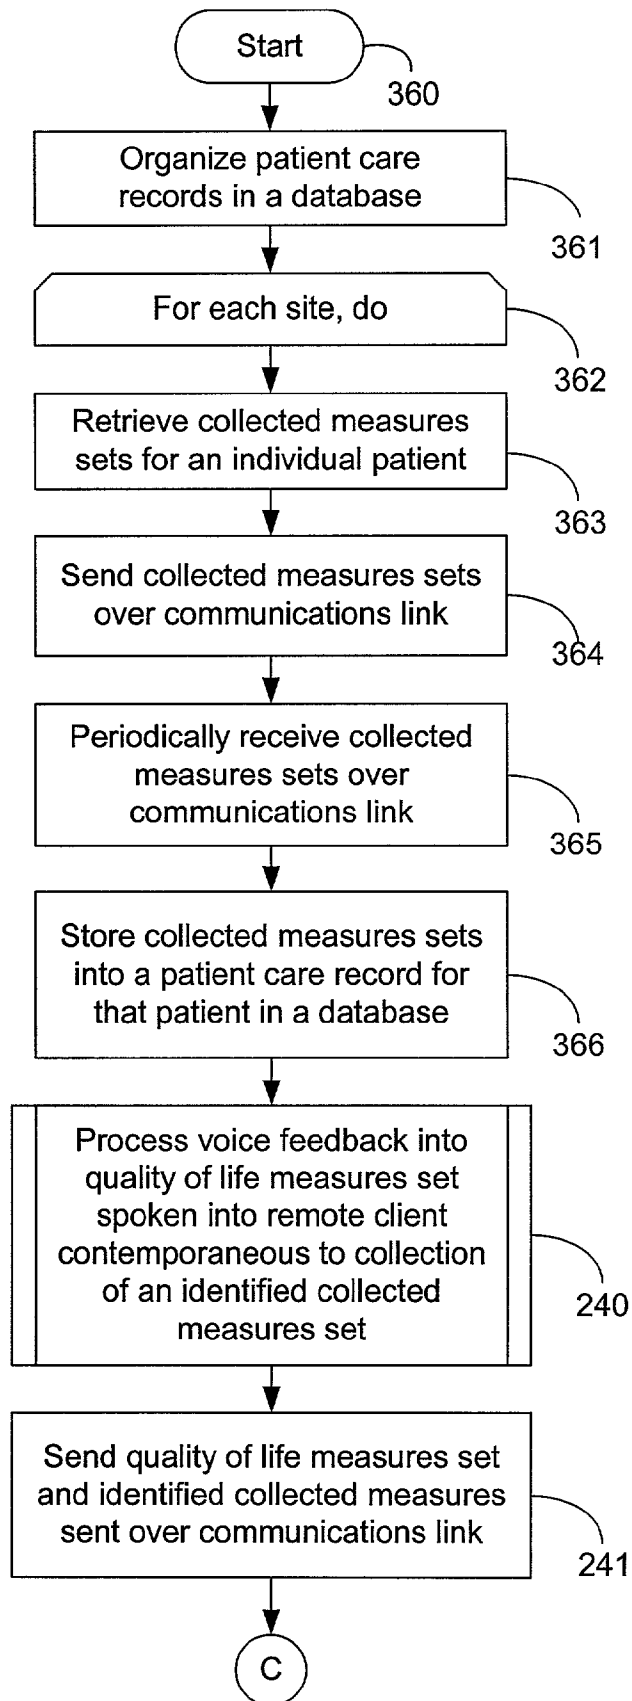 Start
360
Organize patient care
records in a database
361
For each site, do
362
Retrieve collected measures
sets for an individual patient
363
Send collected measures sets
over communications link
364
Periodically receive collected
measures sets over
communications link
365
Store collected measures sets
into a patient care record for
that patient in a database
366
Process voice feedback into
quality of life measures set
spoken into remote client
contemporaneous to collection
of an identified collected
measures set
240
Send quality of life measures set
and identified collected measures
sent over communications link
241
C